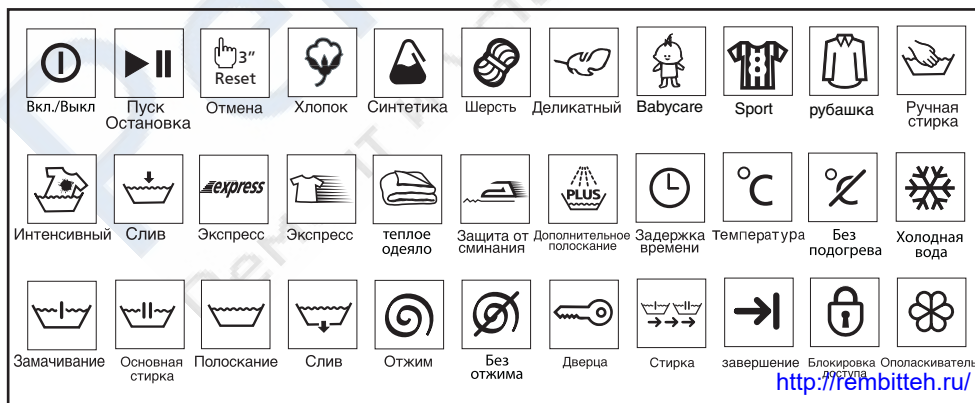 3"
Reset
Вкл./Выкл
Пуск
Остановка
Отмена
Хлопок
Синтетика
Шерсть
Деликатный
Babycare
Sport
рубашка
Ручная
стирка
express
PLUS
°C
Интенсивный
Слив
Экспресс
Экспресс
теплое
одеяло
Защита от
сминания
Дополнительное
полоскание
Задержка
времени
температура
Без
подогрева
Холодная
вода
Замачивание
Основная
стирка
Полоскание
Слив
Отжим
Без
отжима
Дверца
Стирка
завершение
Блокировка
доступа
Ополаскиватель
http://rembitteh.ru/